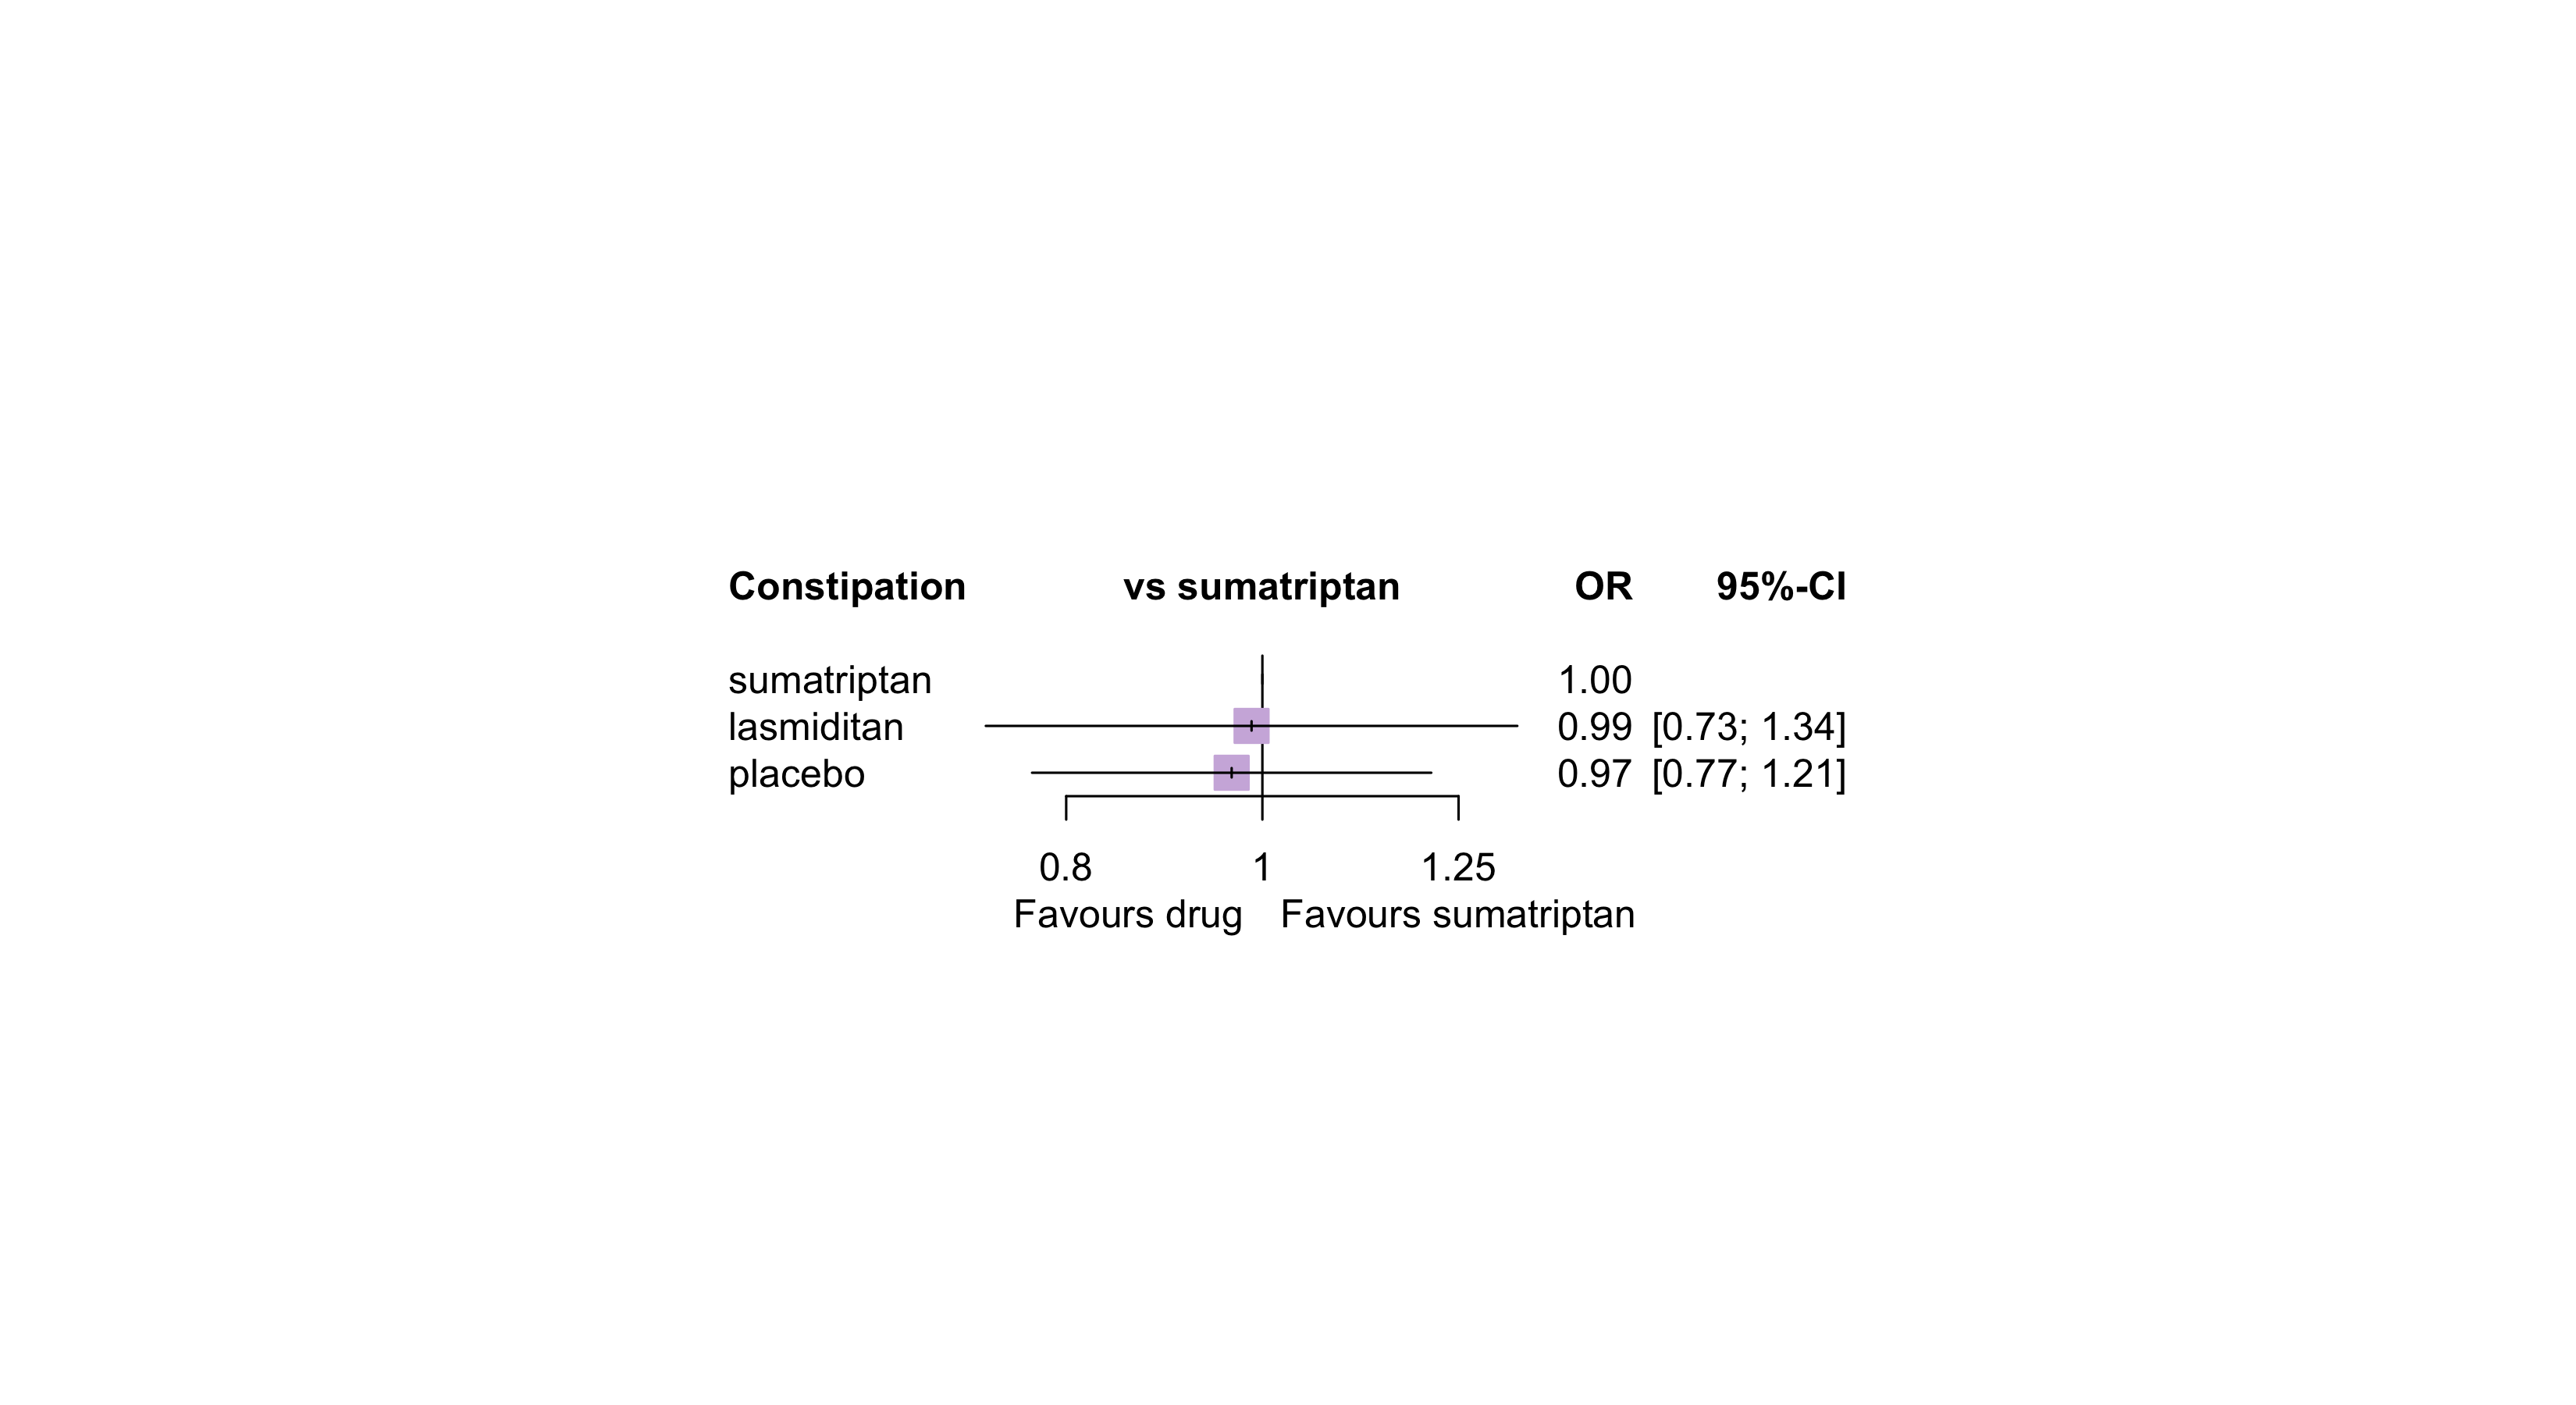 Constipation vs sumatriptan OR 95%-CI
sumatriptan 1.00
lasmiditan 0.99 [0.73; 1.34]
placebo 0.97 [0.77; 1.21]
0.8 1 1.25
Favours drug Favours sumatriptan